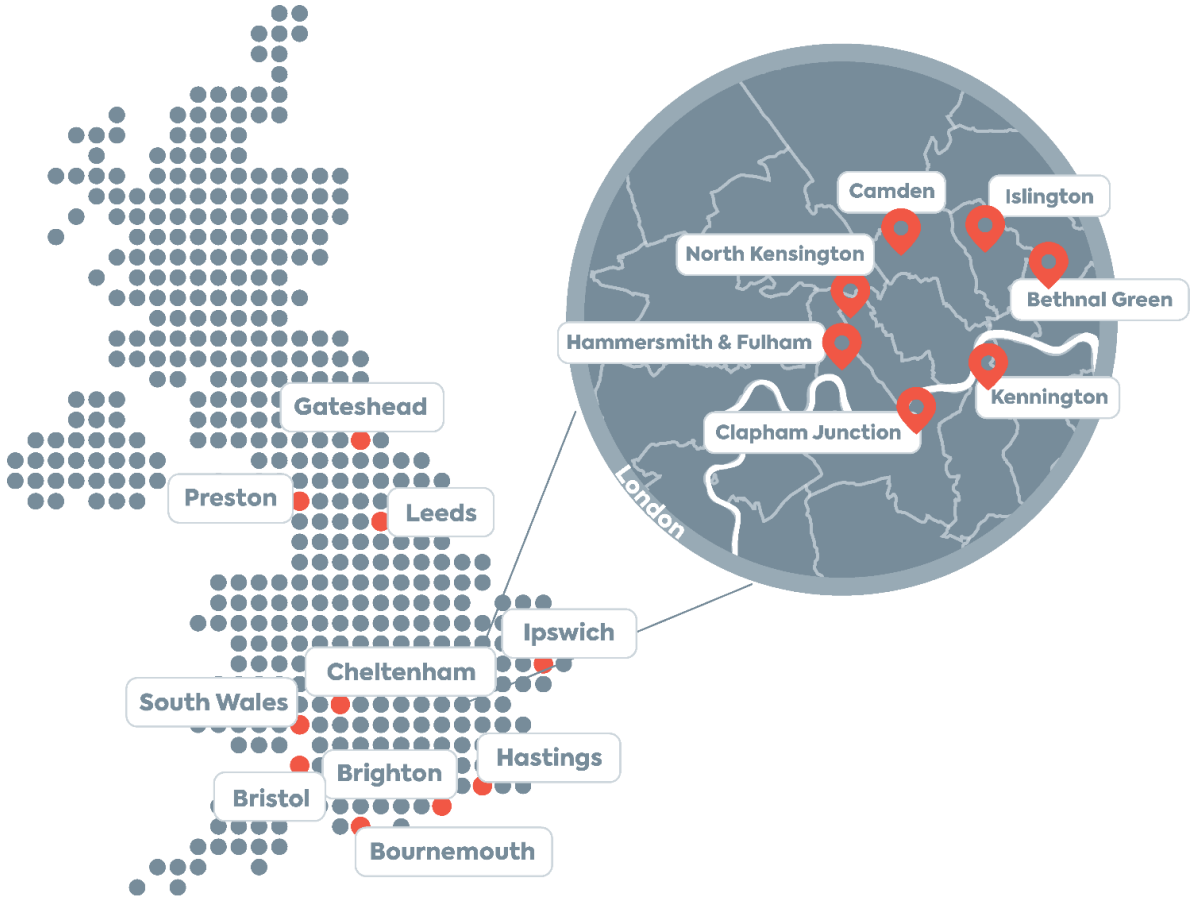 Camden
Islington
North Kensington
Bethnal Green
Hammersmith & Fulham
Kennington
Clapham Junction
London
Gateshead
Preston
Leeds
Ipswich
Cheltenham
South Wales
Hastings
Brighton
Bristol
Bournemouth